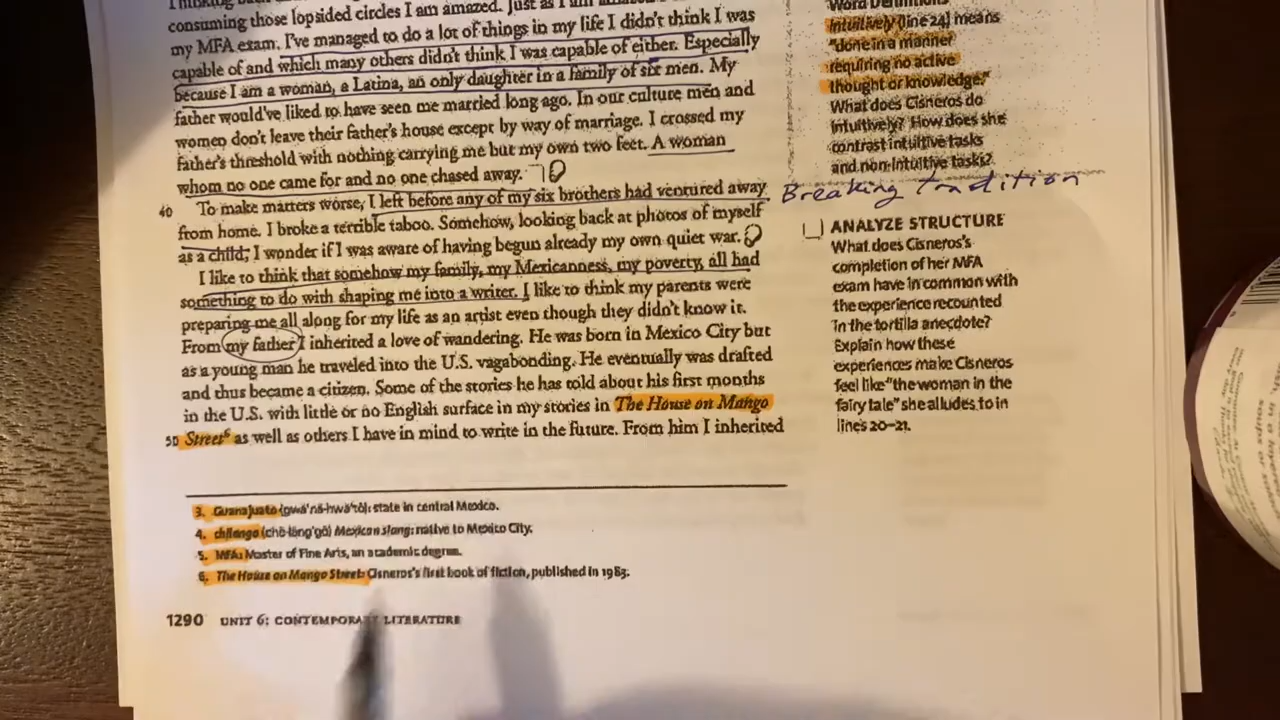 consuming those lopsided circles I am amazed. Just as I am
my MFA exam. I've managed to do a lot of things in my life I didn't think I was
capable of and which many others didn't think I was capable of either. Especially
because I am a woman, a Latina, an only daughter in a family of six men. My
father would've liked to have seen me married long ago. In our culture men and
women don't leave their father's house except by way of marriage. I crossed my
father's threshold with nothing carrying me but my own two feet. A woman
whom no one came for and no one chased away.
40 To make matters worse, I left before any of my six brothers had ventured away
from home. I broke a terrible taboo. Somehow, looking back at photos of myself
as a child, I wonder if I was aware of having begun already my own quiet war.
I like to think that somehow my family, my Mexicanness, my poverty, all had
something to do with shaping me into a writer. I like to think my parents were
preparing me all along for my life as an artist even though they didn't know it.
From my father I inherited a love of wandering. He was born in Mexico City but
as a young man he traveled into the U.S. vagabonding. He eventually was drafted
and thus became a citizen. Some of the stories he has told about his first months
in the U.S. with little or no English surface in my stories in The House on Mango
50 Street⁶ as well as others I have in mind to write in the future. From him I inherited
3. Guanajuato (gwä'nä-hwä'tô): state in central Mexico.
4. chilango (chē-läng'gô) Mexican slang: native to Mexico City.
5. MFA: Master of Fine Arts, an academic degree.
6. The House on Mango Street: Cisneros's first book of fiction, published in 1983.
1290 UNIT 6: CONTEMPORARY LITERATURE
Word Definitions
Intuitively (line 24) means
"done in a manner
requiring no active
thought or knowledge."
What does Cisneros do
intuitively? How does she
contrast intuitive tasks
and non-intuitive tasks?
Breaking tradition
ANALYZE STRUCTURE
What does Cisneros's
completion of her MFA
exam have in common with
the experience recounted
in the tortilla anecdote?
Explain how these
experiences make Cisneros
feel like "the woman in the
fairy tale" she alludes to in
lines 20–21.